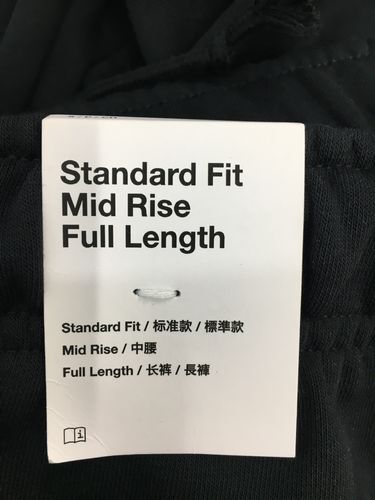 Standard Fit
Mid Rise
Full Length
Standard Fit / 标准款 / 標準款
Mid Rise / 中腰
Full Length / 长裤 / 長褲